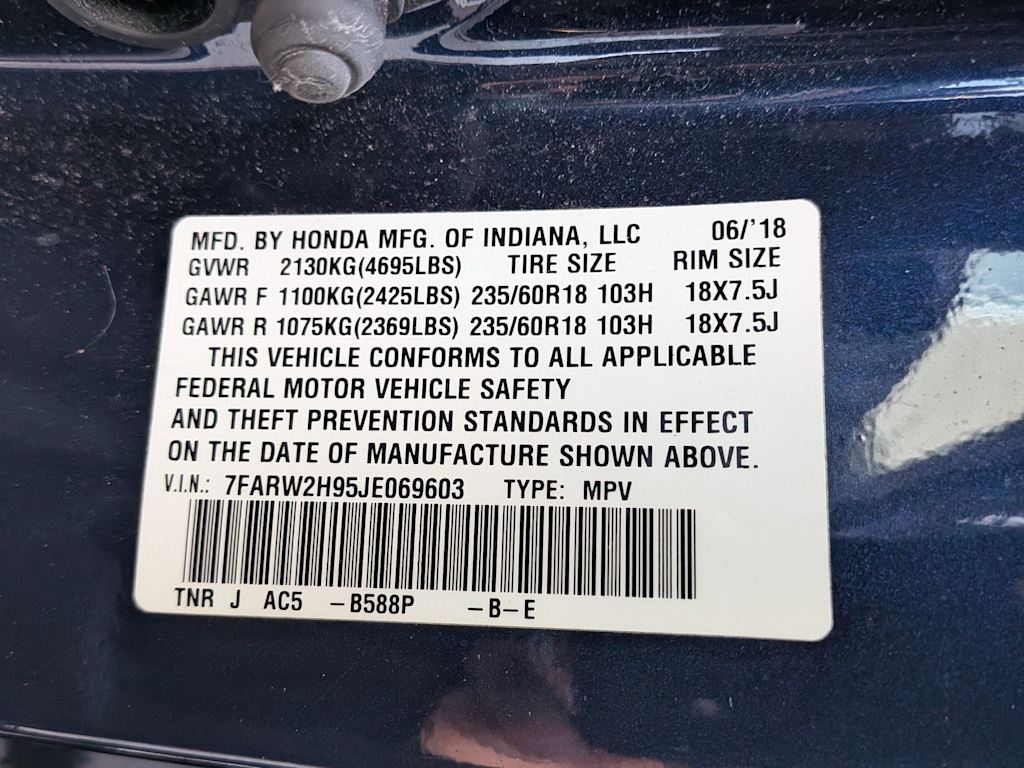 MFD. BY HONDA MFG. OF INDIANA, LLC 06/'18
GVWR 2130KG(4695LBS) TIRE SIZE RIM SIZE
GAWR F 1100KG(2425LBS) 235/60R18 103H 18X7.5J
GAWR R 1075KG(2369LBS) 235/60R18 103H 18X7.5J
THIS VEHICLE CONFORMS TO ALL APPLICABLE
FEDERAL MOTOR VEHICLE SAFETY
AND THEFT PREVENTION STANDARDS IN EFFECT
ON THE DATE OF MANUFACTURE SHOWN ABOVE.
V.I.N.: 7FARW2H95JE069603 TYPE: MPV
TNR J AC5 -B588P -B-E